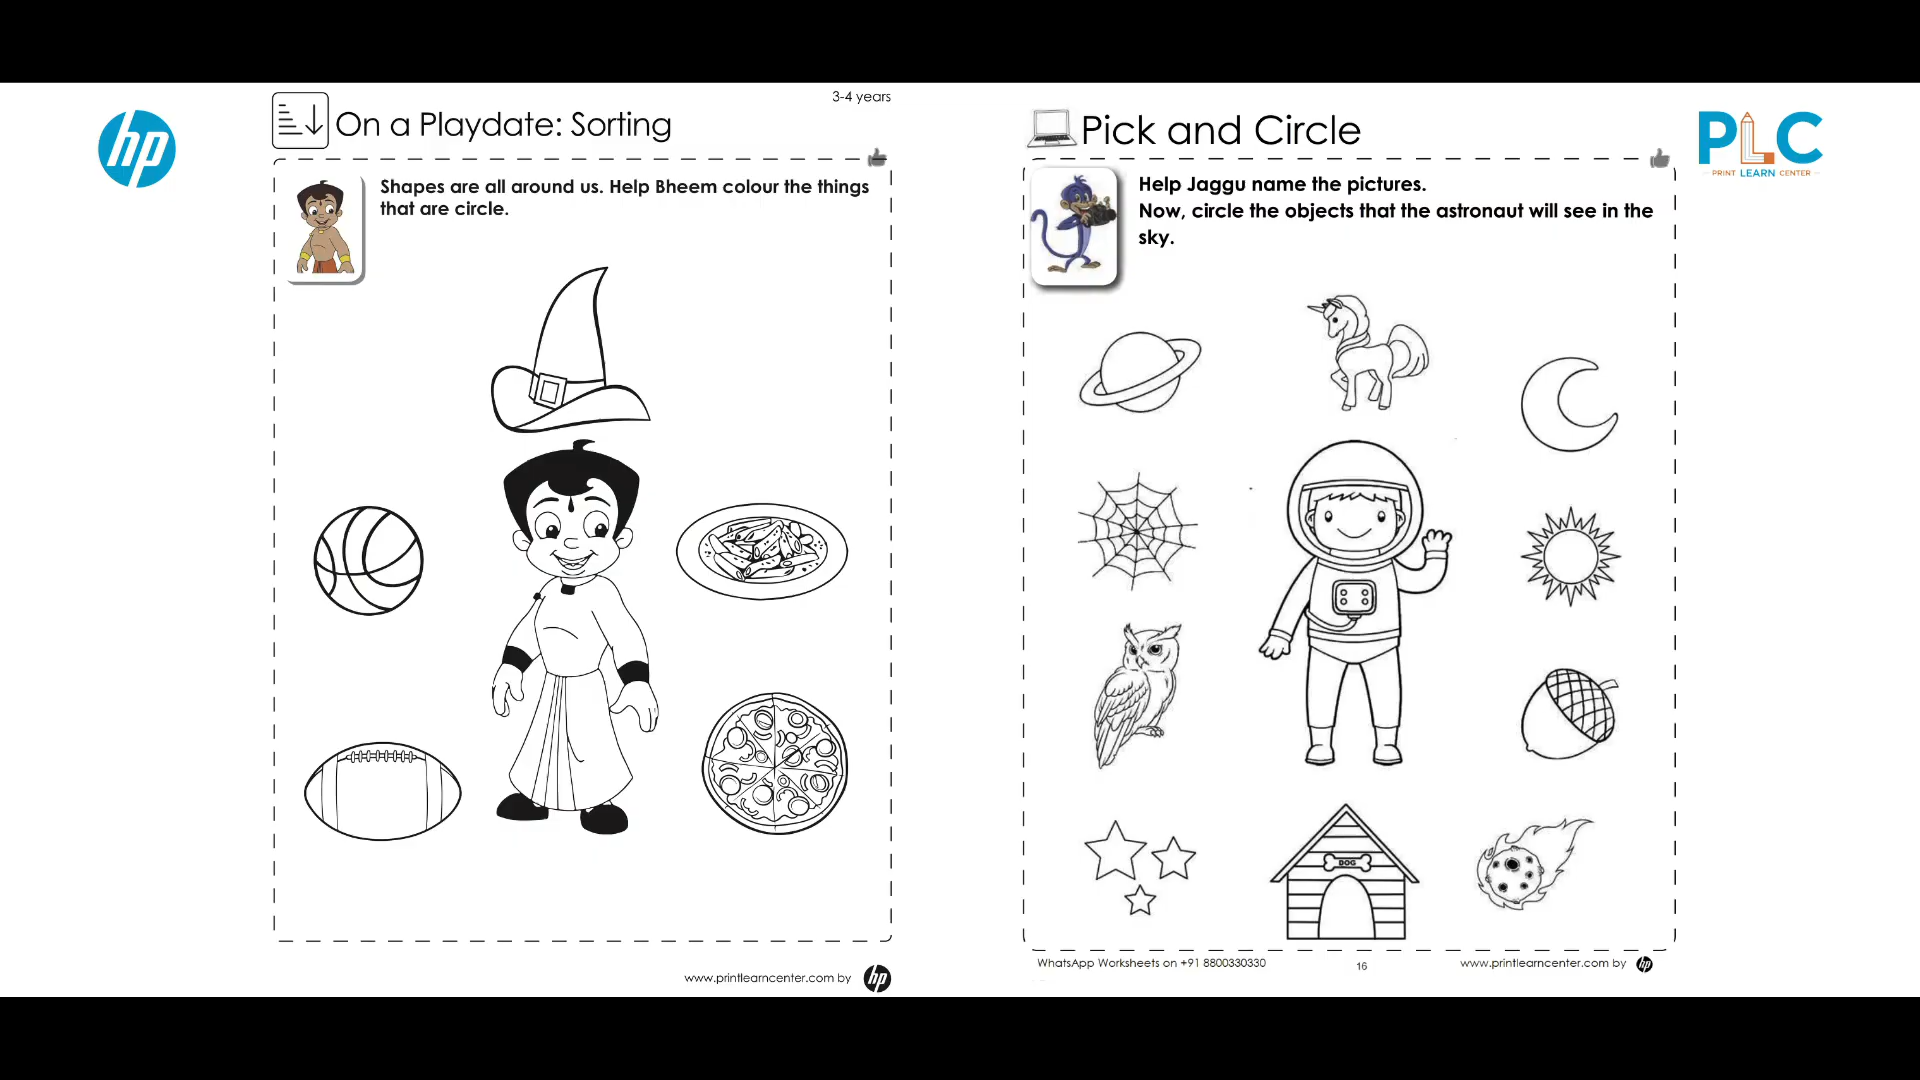 hp
3-4 years
On a Playdate: Sorting
Shapes are all around us. Help Bheem colour the things
that are circle.
www.printlearncenter.com by hp
Pick and Circle
PLC
PRINT LEARN CENTER
Help Jaggu name the pictures.
Now, circle the objects that the astronaut will see in the
sky.
DOG
WhatsApp Worksheets on +91 8800330330
16
www.printlearncenter.com by hp